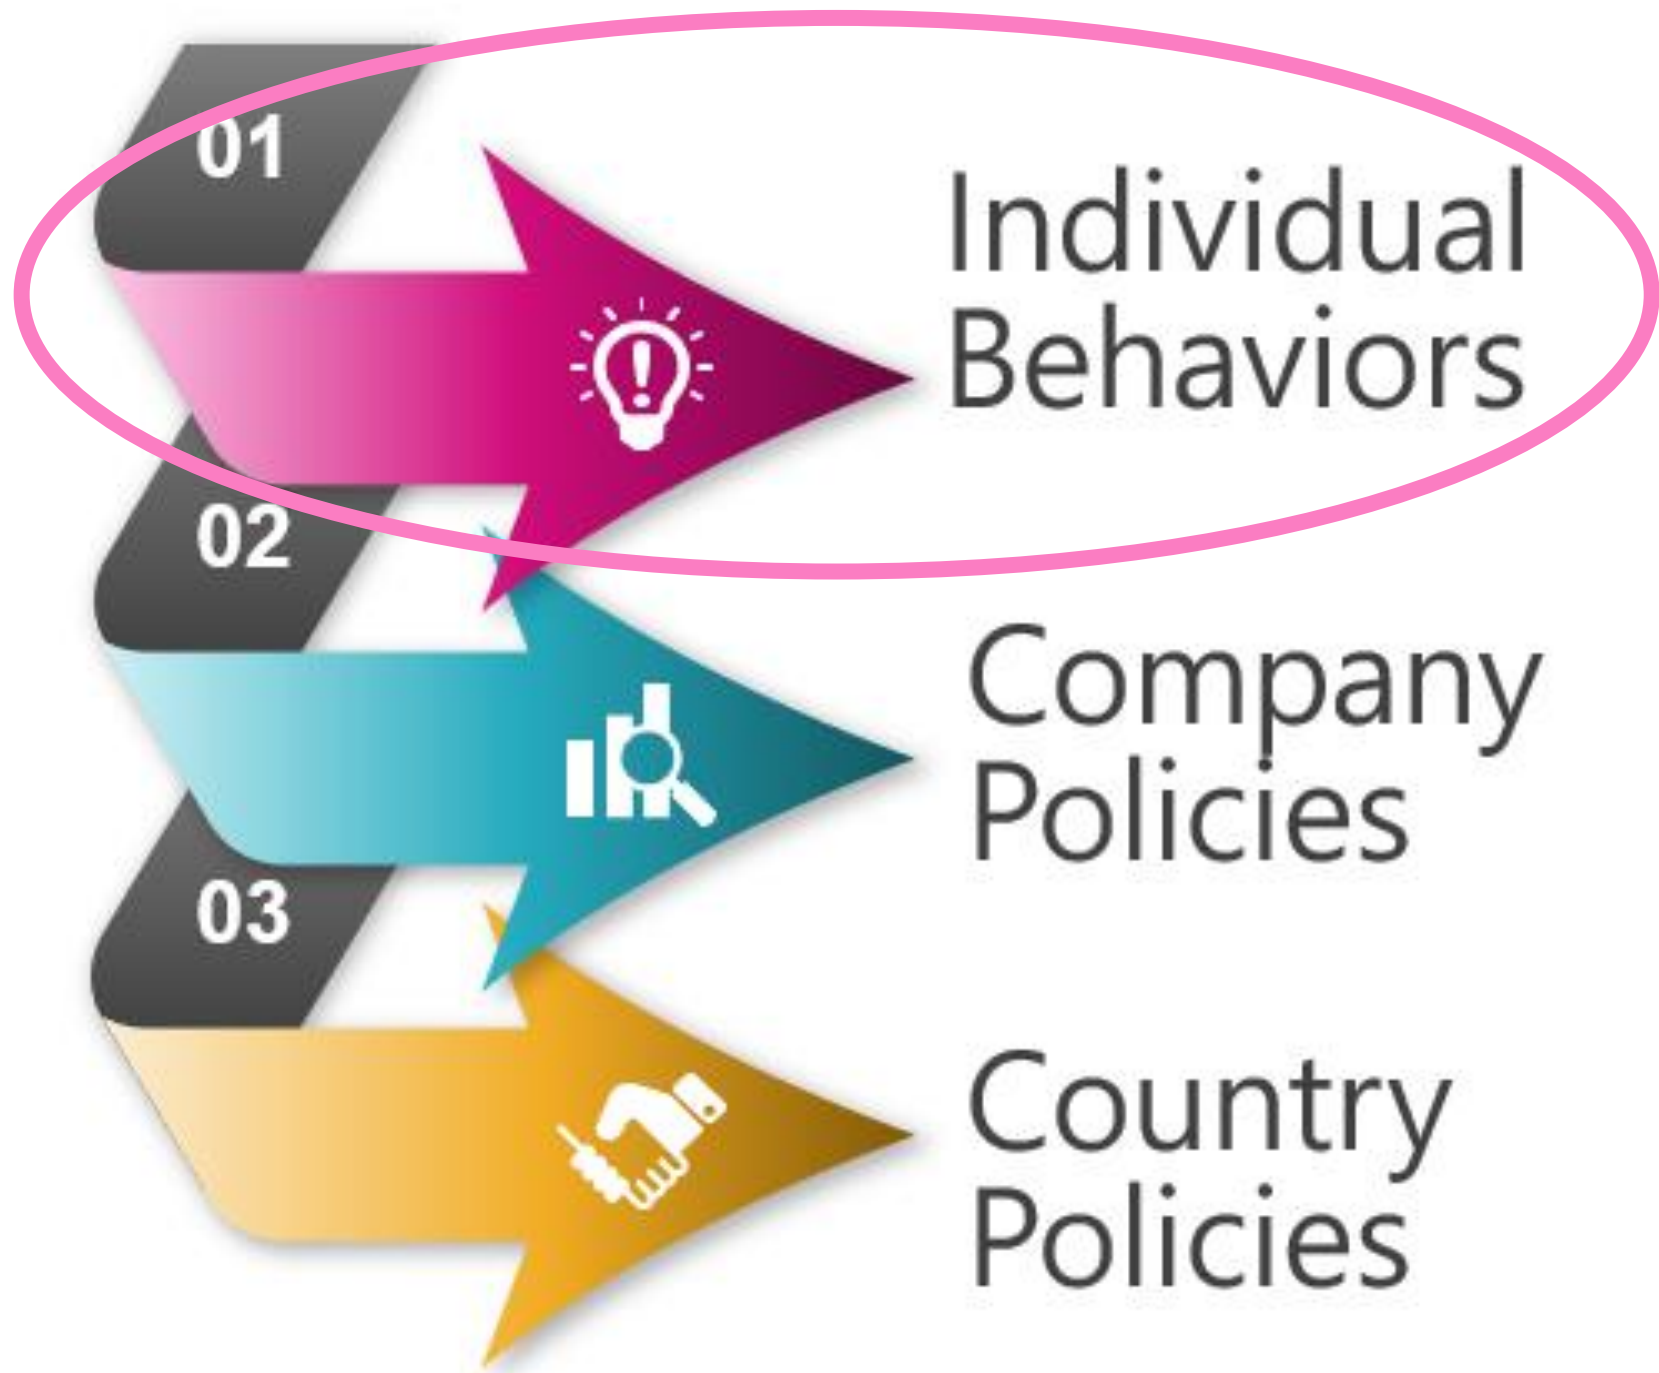 01
Individual
Behaviors
02
Company
Policies
03
Country
Policies